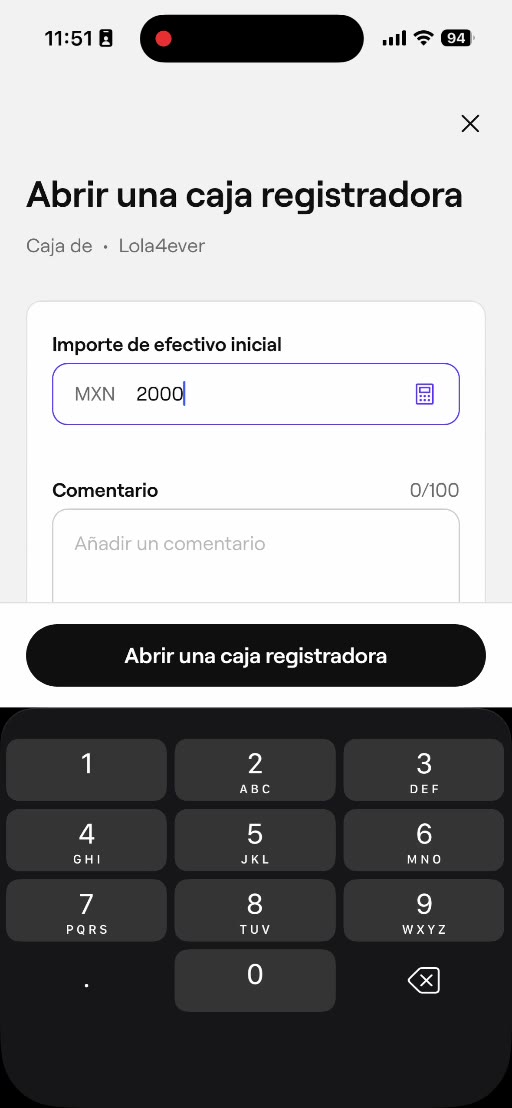 11:51
94
Abrir una caja registradora
Caja de • Lola4ever
Importe de efectivo inicial
MXN 2000
Comentario 0/100
Añadir un comentario
Abrir una caja registradora
1 2 3
ABC DEF
4 5 6
GHI JKL MNO
7 8 9
PQRS TUV WXYZ
. 0